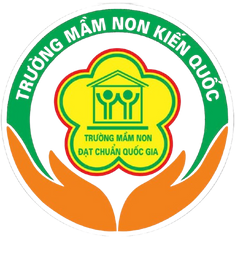 TRƯỜNG MẦM NON KIẾN QUỐC
TRƯỜNG MẦM NON
ĐẠT CHUẨN QUỐC GIA